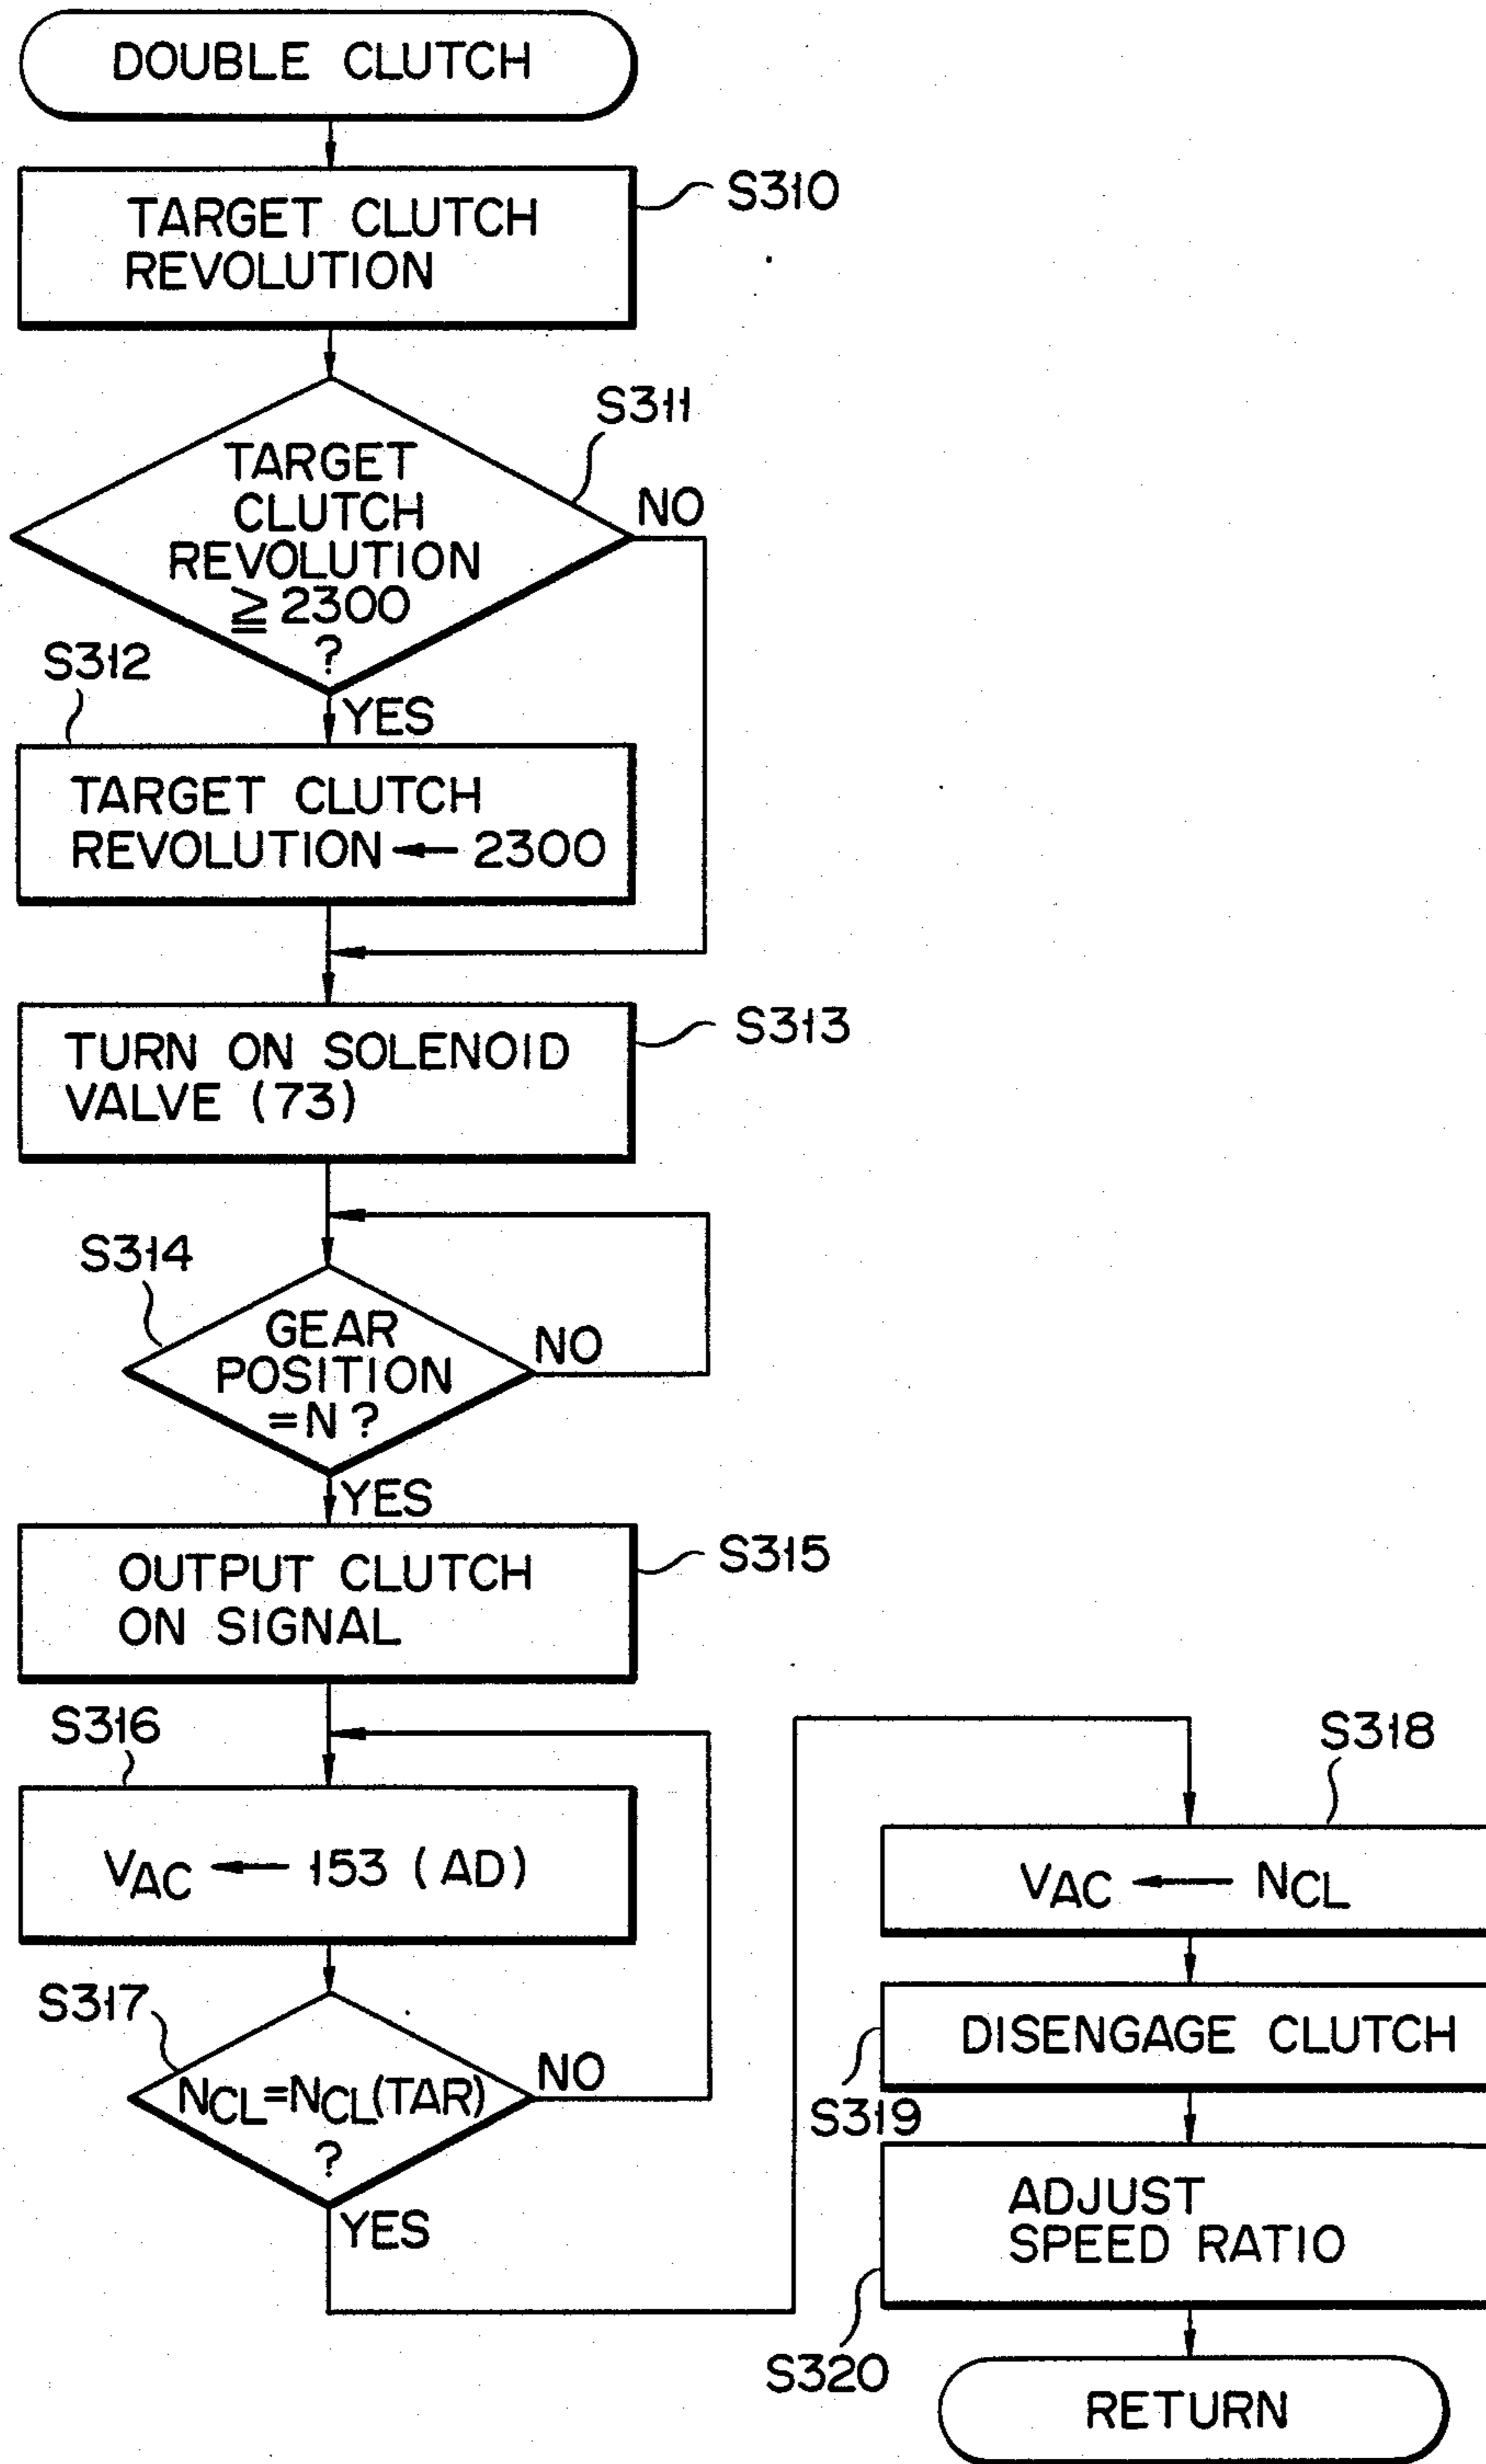 DOUBLE CLUTCH
S310
TARGET CLUTCH
REVOLUTION
S311
TARGET
CLUTCH
REVOLUTION
≧ 2300
?
NO
S312
YES
TARGET CLUTCH
REVOLUTION ← 2300
S313
TURN ON SOLENOID
VALVE (73)
S314
GEAR
POSITION
=N ?
NO
YES
S315
OUTPUT CLUTCH
ON SIGNAL
S316
VAC ← 153 (AD)
S317
NCL=NCL(TAR)
?
NO
YES
S318
VAC ← NCL
DISENGAGE CLUTCH
S319
ADJUST
SPEED RATIO
S320
RETURN